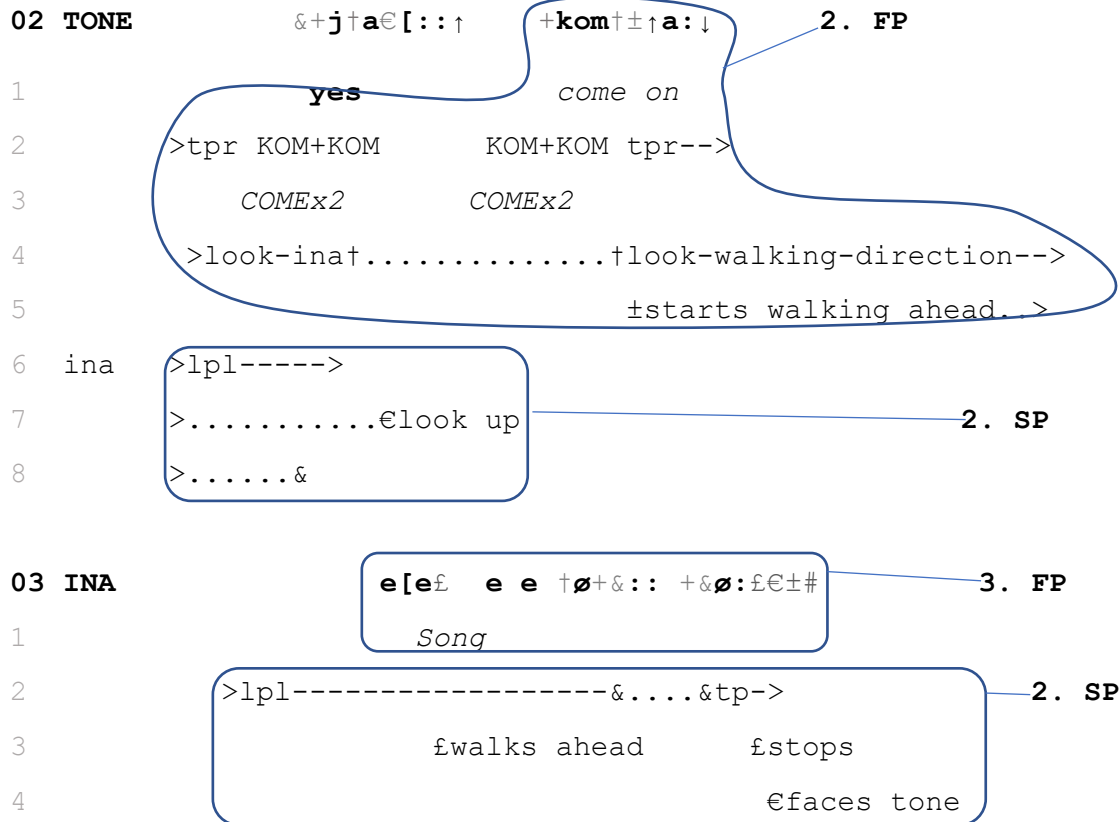 02 TONE &+j†a€[::↑ +kom†±↑a:↓ 2. FP
1 yes come on
2 >tpr KOM+KOM KOM+KOM tpr-->
3 COMEx2 COMEx2
4 >look-ina†..............†look-walking-direction-->
5 ±starts walking ahead..>
6 ina >lpl----->
7 >...........€look up 2. SP
8 >......&
03 INA e[e£ e e †ø+&:: +&ø:£€±# 3. FP
1 Song
2 >lpl-------------------&....&tp-> 2. SP
3 £walks ahead £stops
4 €faces tone